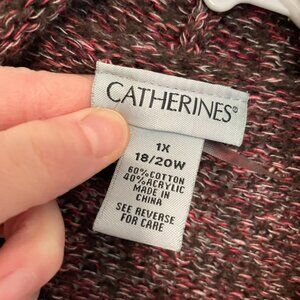 CATHERINES®
1X
18/20W
60% COTTON
40% ACRYLIC
MADE IN
CHINA
SEE REVERSE
FOR CARE